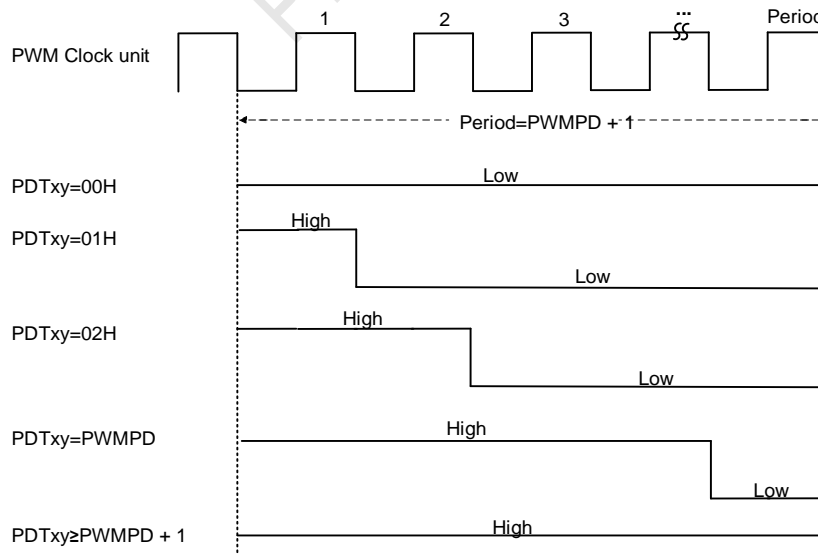 1 2 3 ... Period
PWM Clock unit
Period=PWMPD + 1
PDTxy=00H
Low
High
PDTxy=01H
Low
PDTxy=02H
High
Low
PDTxy=PWMPD
High
Low
PDTxy≥PWMPD + 1
High